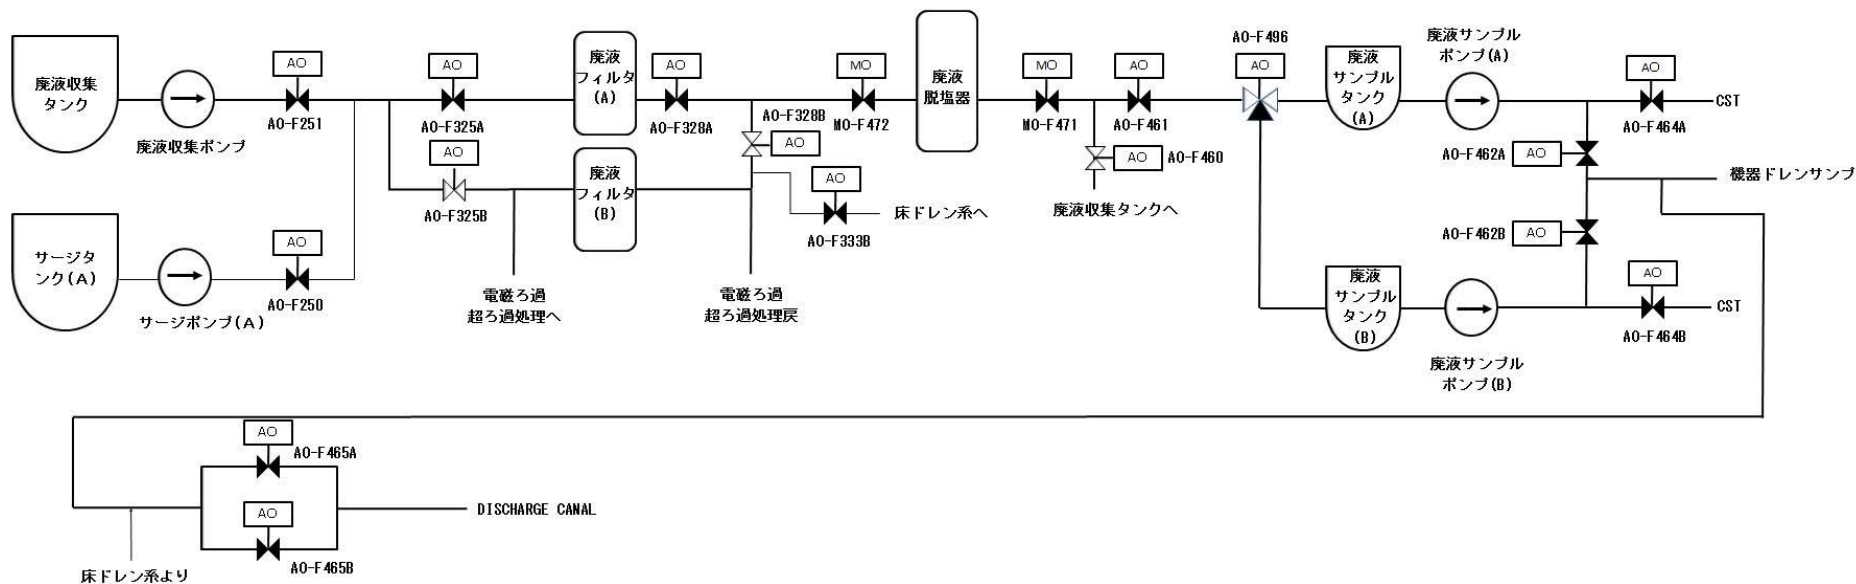 廃液収集
タンク
廃液収集ポンプ
AO
AO-F251
サージタ
ンク(A)
サージポンプ(A)
AO
AO-F250
AO
AO-F325A
AO
AO-F325B
廃液
フィルタ
(A)
廃液
フィルタ
(B)
電磁ろ過
超ろ過処理へ
AO
AO-F328A
AO-F328B
AO
電磁ろ過
超ろ過処理戻
AO
AO-F333B
床ドレン系へ
MO
MO-F472
廃液
脱塩器
MO
MO-F471
AO
AO-F461
AO
AO-F460
廃液収集タンクへ
AO-F496
AO
廃液
サンプル
タンク
(A)
廃液サンプル
ポンプ(A)
AO
AO-F464A
CST
AO-F462A
AO
機器ドレンサンプ
AO-F462B
AO
廃液
サンプル
タンク
(B)
廃液サンプル
ポンプ(B)
AO
AO-F464B
CST
AO
AO-F465A
AO
AO-F465B
DISCHARGE CANAL
床ドレン系より